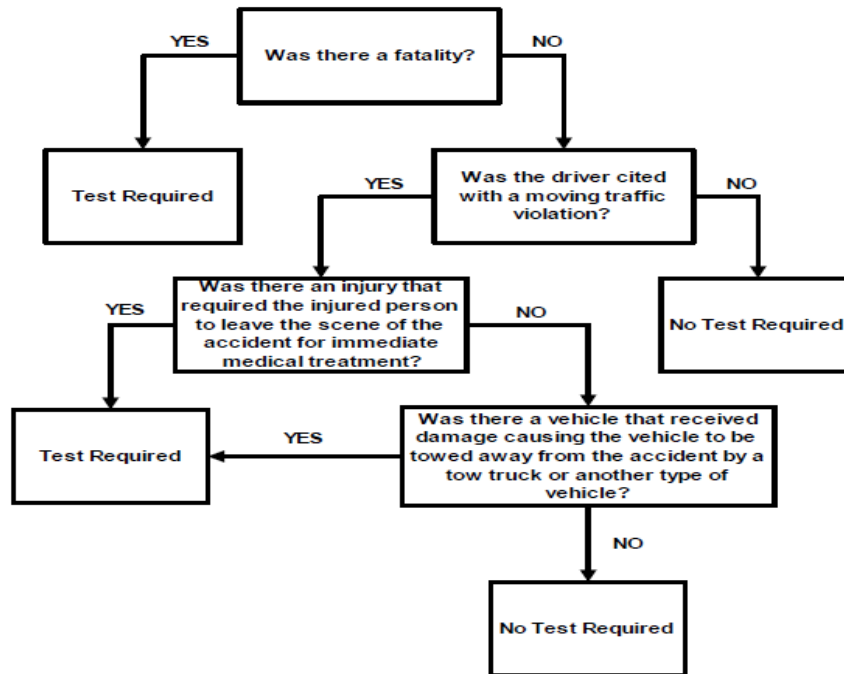 YES
Was there a fatality?
NO
Test Required
YES
Was the driver cited
with a moving traffic
violation?
NO
YES
Was there an injury that
required the injured person
to leave the scene of the
accident for immediate
medical treatment?
NO
No Test Required
Test Required
YES
Was there a vehicle that received
damage causing the vehicle to be
towed away from the accident by a
tow truck or another type of
vehicle?
NO
No Test Required